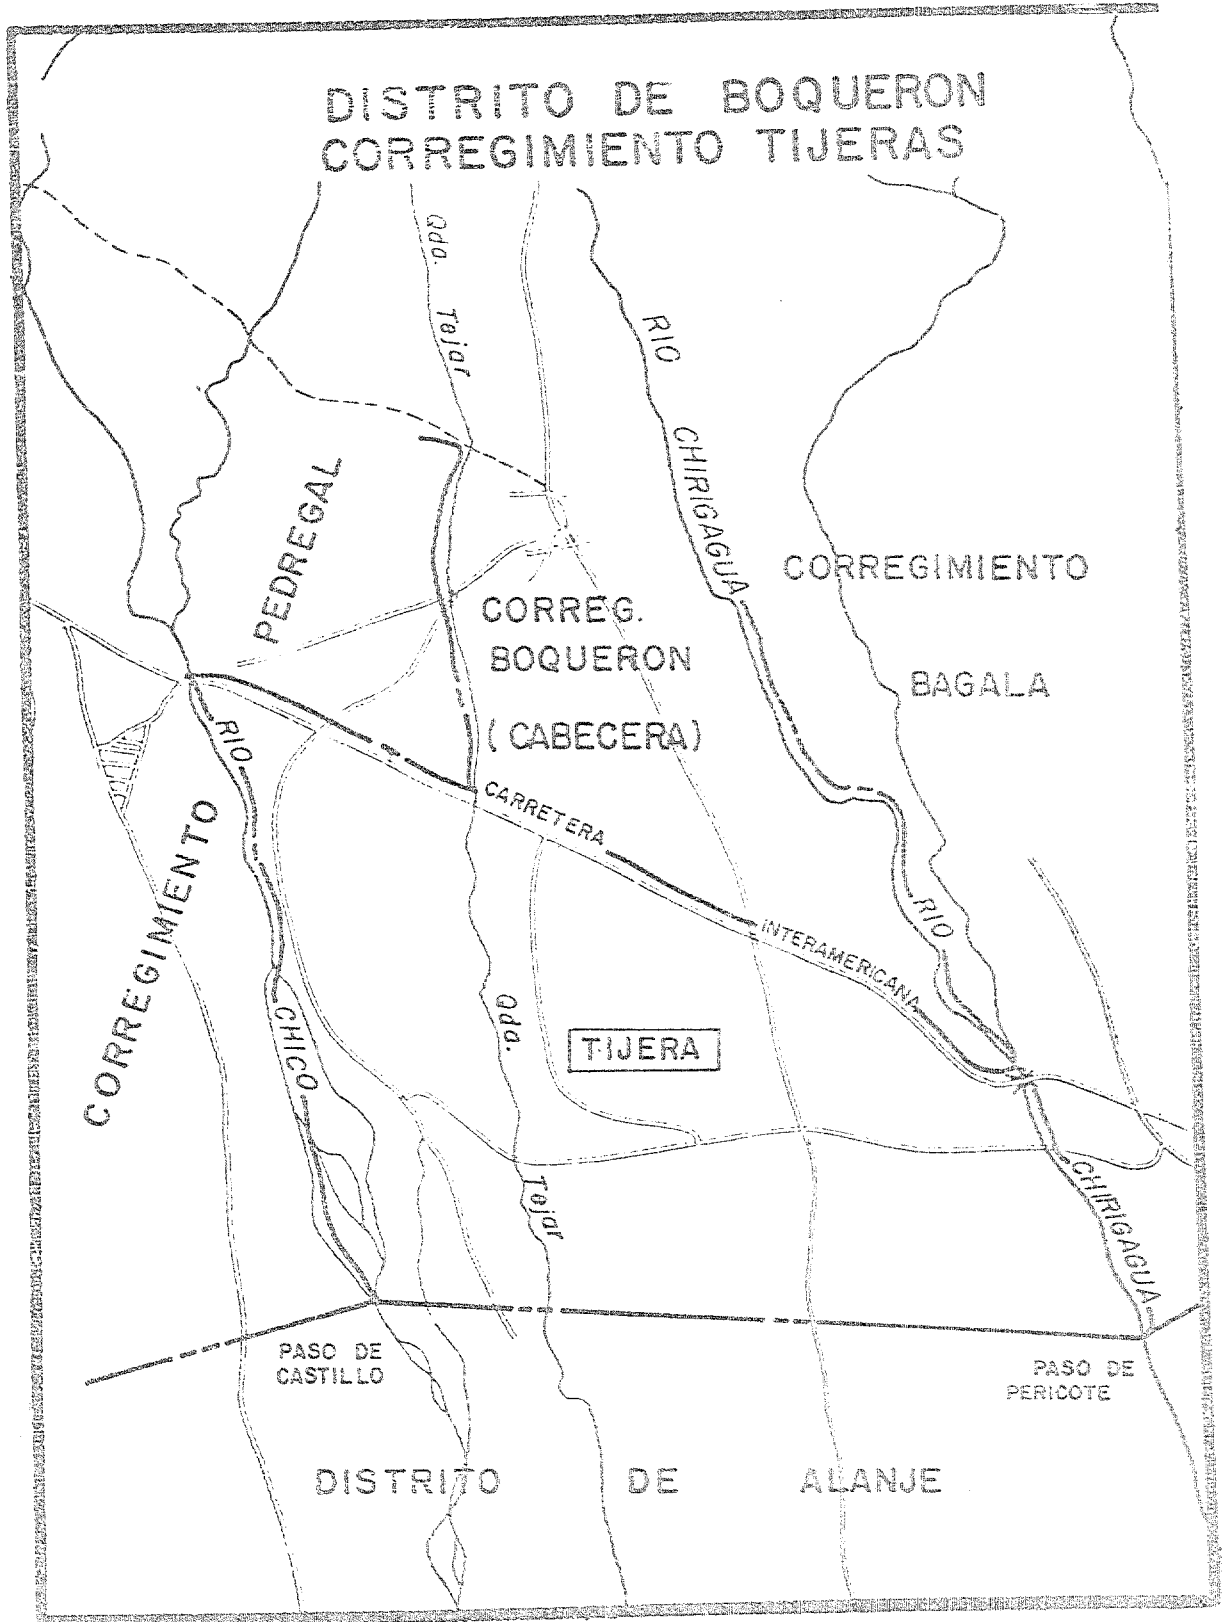 DISTRITO DE BOQUERON
CORREGIMIENTO TIJERAS
Qda.
Tejar
RIO
CHIRIGAGUA
PEDREGAL
CORREGIMIENTO
BAGALA
CORREG.
BOQUERON
(CABECERA)
RIO
CARRETERA
CORREGIMIENTO
RIO
INTERAMERICANA
CHICO
Qda.
TIJERA
Tejar
CHIRIGAGUA
PASO DE
CASTILLO
PASO DE
PERICOTE
DISTRITO DE ALANJE